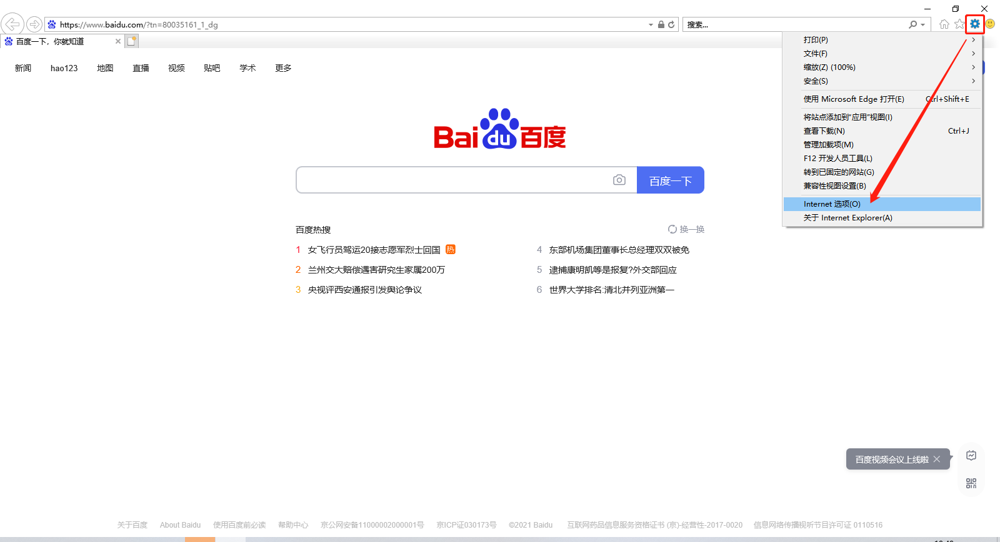 https://www.baidu.com/?tn=80035161_1_dg
搜索...
百度一下，你就知道
新闻 hao123 地图 直播 视频 贴吧 学术 更多
打印(P)
文件(F)
缩放(Z) (100%)
安全(S)
使用 Microsoft Edge 打开(E) Ctrl+Shift+E
将站点添加到“应用”视图(I)
查看下载(N) Ctrl+J
管理加载项(M)
F12 开发人员工具(L)
转到已固定的网站(G)
兼容性视图设置(B)
Internet 选项(O)
关于 Internet Explorer(A)
Bai du 百度
百度一下
百度热搜 换一换
1 女飞行员驾运20接志愿军烈士回国 热
2 兰州交大赔偿遇害研究生家属200万
3 央视评西安通报引发舆论争议
4 东部机场集团董事长总经理双双被免
5 逮捕康明凯等是报复?外交部回应
6 世界大学排名:清北并列亚洲第一
百度视频会议上线啦
关于百度 About Baidu 使用百度前必读 帮助中心 京公网安备11000002000001号 京ICP证030173号 ©2021 Baidu 互联网药品信息服务资格证书 (京)-经营性-2017-0020 信息网络传播视听节目许可证 0110516